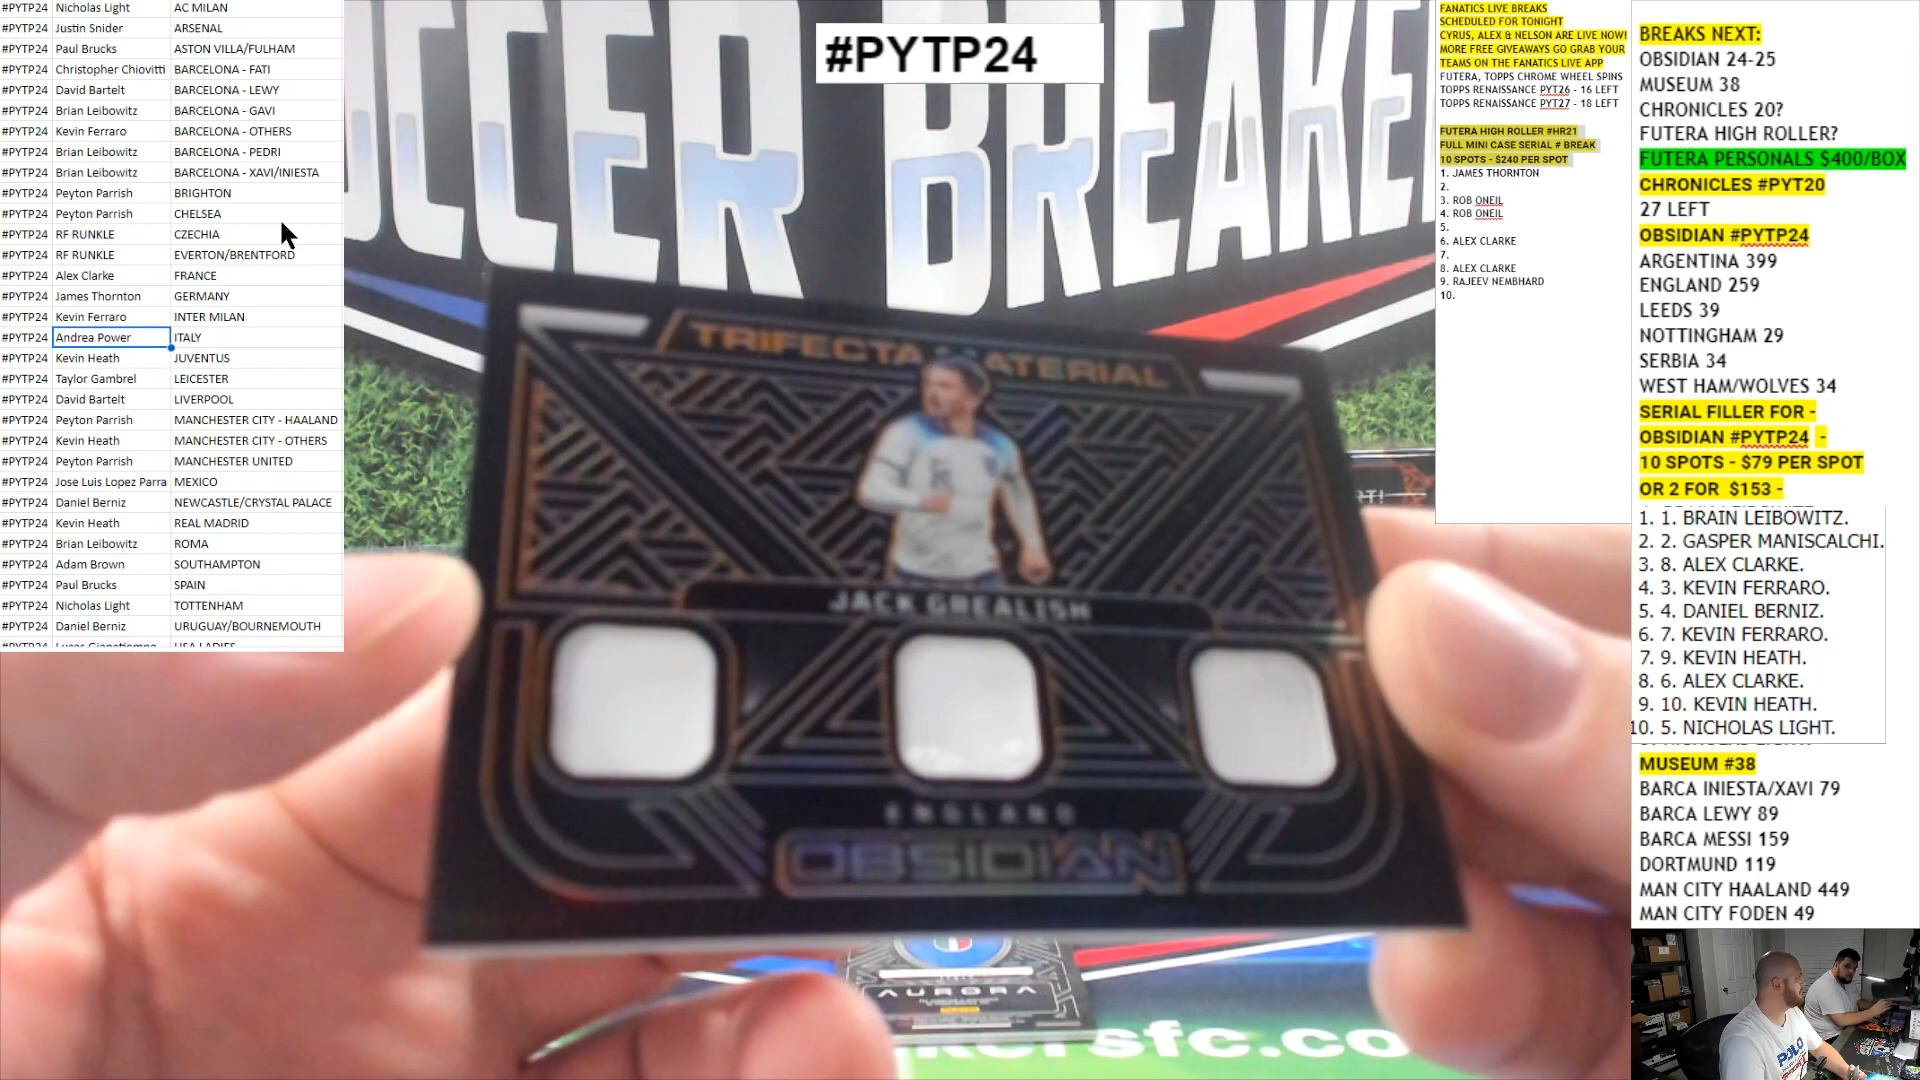 #PYTP24 Nicholas Light AC MILAN
#PYTP24 Justin Snider ARSENAL
#PYTP24 Paul Brucks ASTON VILLA/FULHAM
#PYTP24 Christopher Chiovitti BARCELONA - FATI
#PYTP24 David Bartelt BARCELONA - LEWY
#PYTP24 Brian Leibowitz BARCELONA - GAVI
#PYTP24 Kevin Ferraro BARCELONA - OTHERS
#PYTP24 Brian Leibowitz BARCELONA - PEDRI
#PYTP24 Brian Leibowitz BARCELONA - XAVI/INIESTA
#PYTP24 Peyton Parrish BRIGHTON
#PYTP24 Peyton Parrish CHELSEA
#PYTP24 RF RUNKLE CZECHIA
#PYTP24 RF RUNKLE EVERTON/BRENTFORD
#PYTP24 Alex Clarke FRANCE
#PYTP24 James Thornton GERMANY
#PYTP24 Kevin Ferraro INTER MILAN
#PYTP24 Andrea Power ITALY
#PYTP24 Kevin Heath JUVENTUS
#PYTP24 Taylor Gambrel LEICESTER
#PYTP24 David Bartelt LIVERPOOL
#PYTP24 Peyton Parrish MANCHESTER CITY - HAALAND
#PYTP24 Kevin Heath MANCHESTER CITY - OTHERS
#PYTP24 Peyton Parrish MANCHESTER UNITED
#PYTP24 Jose Luis Lopez Parra MEXICO
#PYTP24 Daniel Berniz NEWCASTLE/CRYSTAL PALACE
#PYTP24 Kevin Heath REAL MADRID
#PYTP24 Brian Leibowitz ROMA
#PYTP24 Adam Brown SOUTHAMPTON
#PYTP24 Paul Brucks SPAIN
#PYTP24 Nicholas Light TOTTENHAM
#PYTP24 Daniel Berniz URUGUAY/BOURNEMOUTH
#PYTP24
SOCCER BREAKE
TRIFECTA MATERIAL
JACK GREALISH
ENGLAND
OBSIDIAN
AURORA
FANATICS LIVE BREAKS
SCHEDULED FOR TONIGHT
CYRUS, ALEX & NELSON ARE LIVE NOW!
MORE FREE GIVEAWAYS GO GRAB YOUR
TEAMS ON THE FANATICS LIVE APP
FUTERA, TOPPS CHROME WHEEL SPINS
TOPPS RENAISSANCE PYT26 - 16 LEFT
TOPPS RENAISSANCE PYT27 - 18 LEFT
FUTERA HIGH ROLLER #HR21
FULL MINI CASE SERIAL # BREAK
10 SPOTS - $240 PER SPOT
1. JAMES THORNTON
2.
3. ROB ONEIL
4. ROB ONEIL
5.
6. ALEX CLARKE
7.
8. ALEX CLARKE
9. RAJEEV NEMBHARD
10.
BREAKS NEXT:
OBSIDIAN 24-25
MUSEUM 38
CHRONICLES 20?
FUTERA HIGH ROLLER?
FUTERA PERSONALS $400/BOX
CHRONICLES #PYT20
27 LEFT
OBSIDIAN #PYTP24
ARGENTINA 399
ENGLAND 259
LEEDS 39
NOTTINGHAM 29
SERBIA 34
WEST HAM/WOLVES 34
SERIAL FILLER FOR -
OBSIDIAN #PYTP24 -
10 SPOTS - $79 PER SPOT
OR 2 FOR $153 -
1. 1. BRAIN LEIBOWITZ.
2. 2. GASPER MANISCALCHI.
3. 8. ALEX CLARKE.
4. 3. KEVIN FERRARO.
5. 4. DANIEL BERNIZ.
6. 7. KEVIN FERRARO.
7. 9. KEVIN HEATH.
8. 6. ALEX CLARKE.
9. 10. KEVIN HEATH.
10. 5. NICHOLAS LIGHT.
MUSEUM #38
BARCA INIESTA/XAVI 79
BARCA LEWY 89
BARCA MESSI 159
DORTMUND 119
MAN CITY HAALAND 449
MAN CITY FODEN 49
POLO